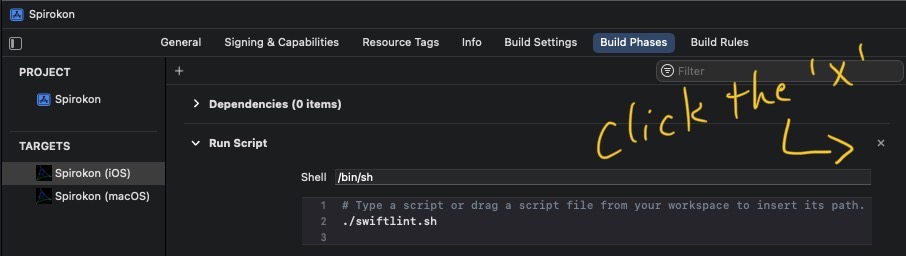 Spirokon
General Signing & Capabilities Resource Tags Info Build Settings Build Phases Build Rules
PROJECT
+
Filter
Spirokon
Dependencies (0 items)
click the 'x'
TARGETS
Run Script
×
Spirokon (iOS)
Shell /bin/sh
Spirokon (macOS)
1 # Type a script or drag a script file from your workspace to insert its path.
2 ./swiftlint.sh
3